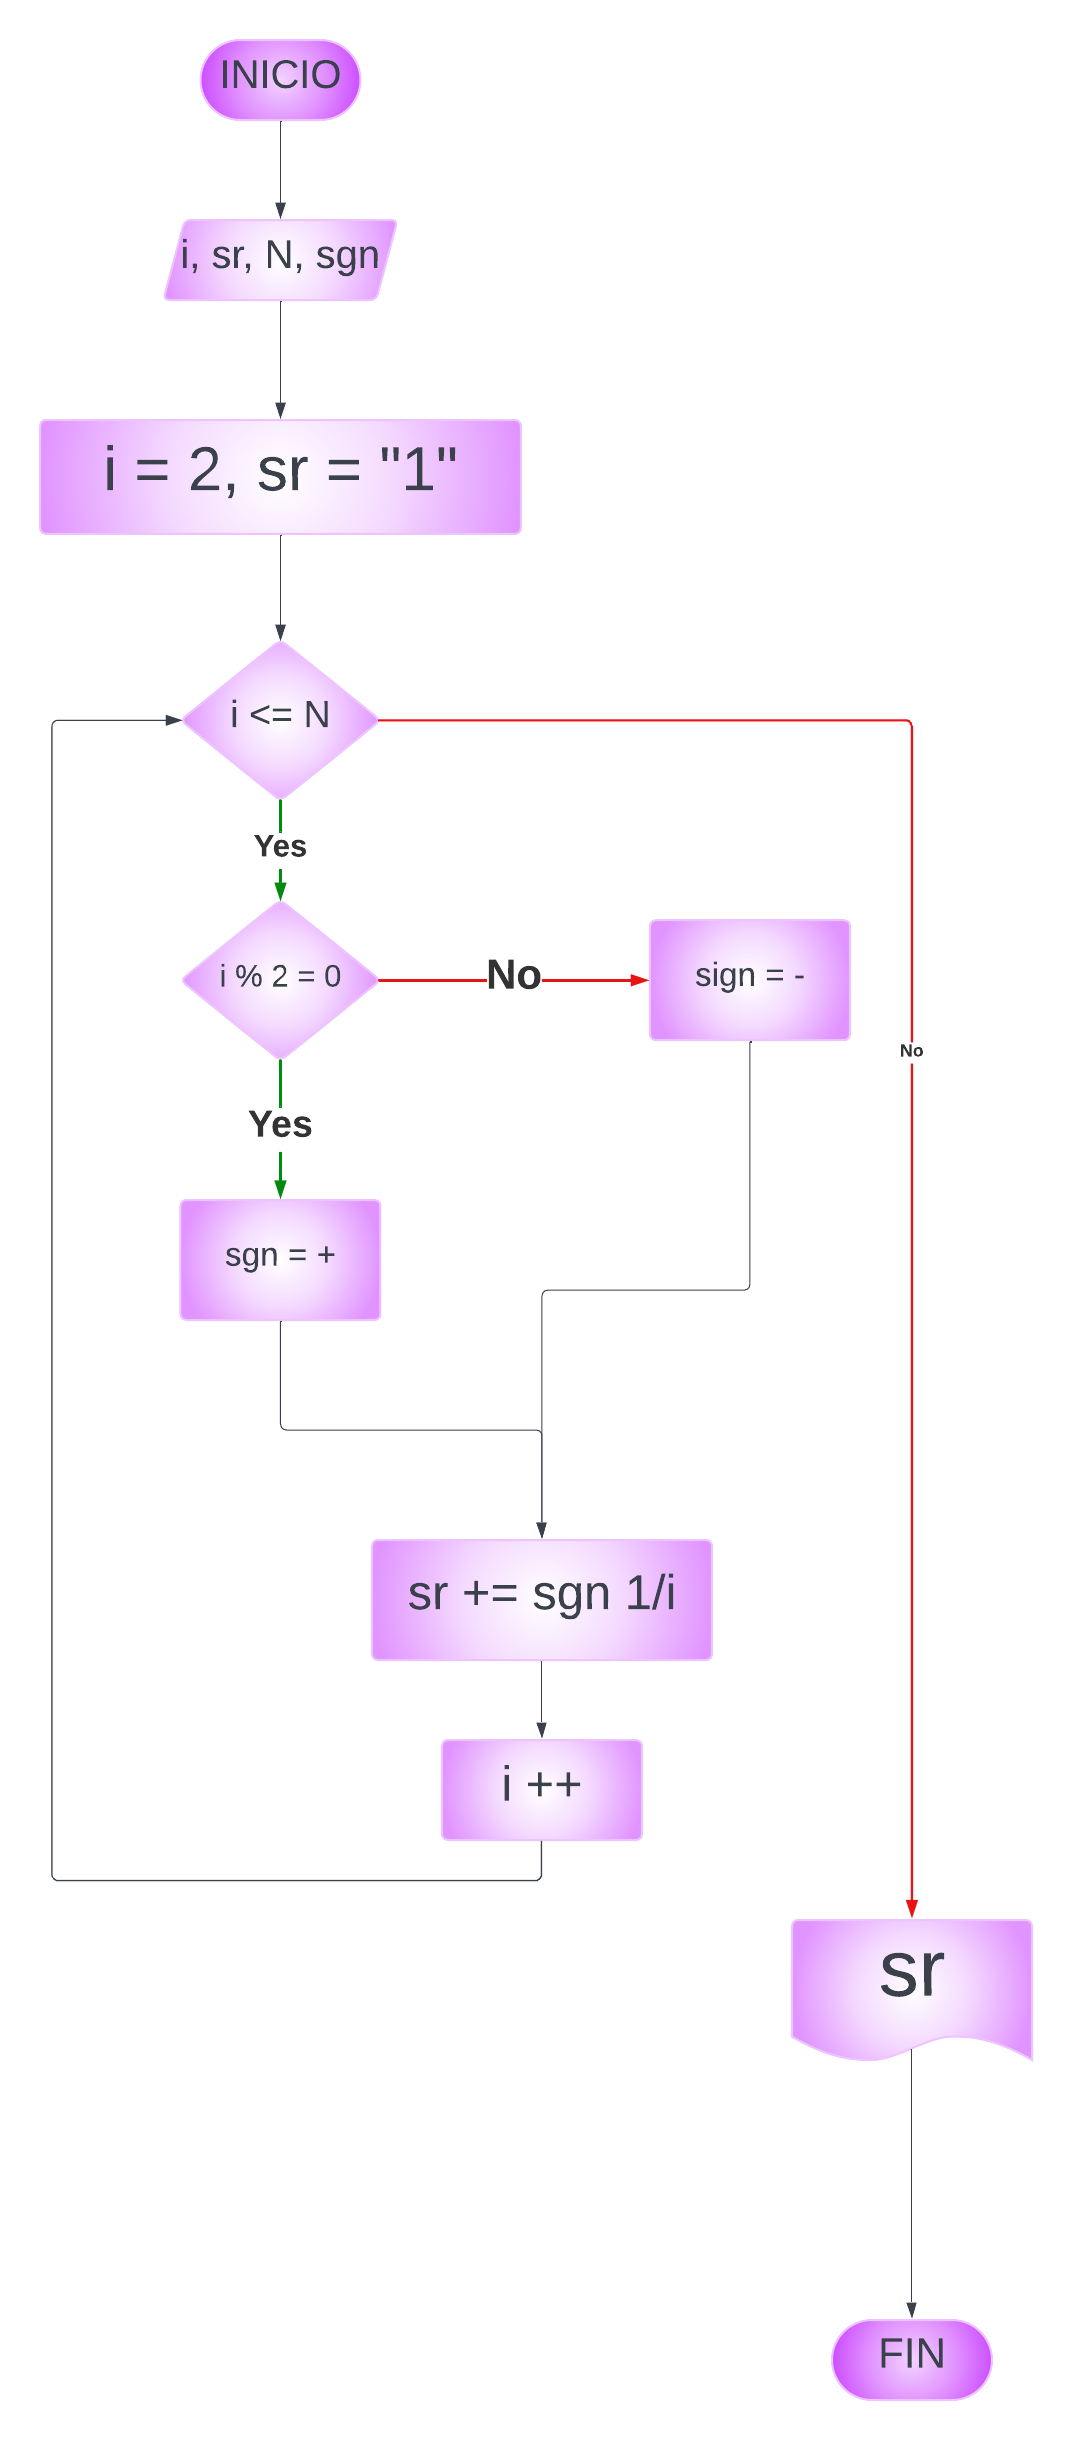 INICIO
i, sr, N, sgn
i = 2, sr = "1"
i <= N
Yes
i % 2 = 0
No
sign = -
No
Yes
sgn = +
sr += sgn 1/i
i ++
sr
FIN